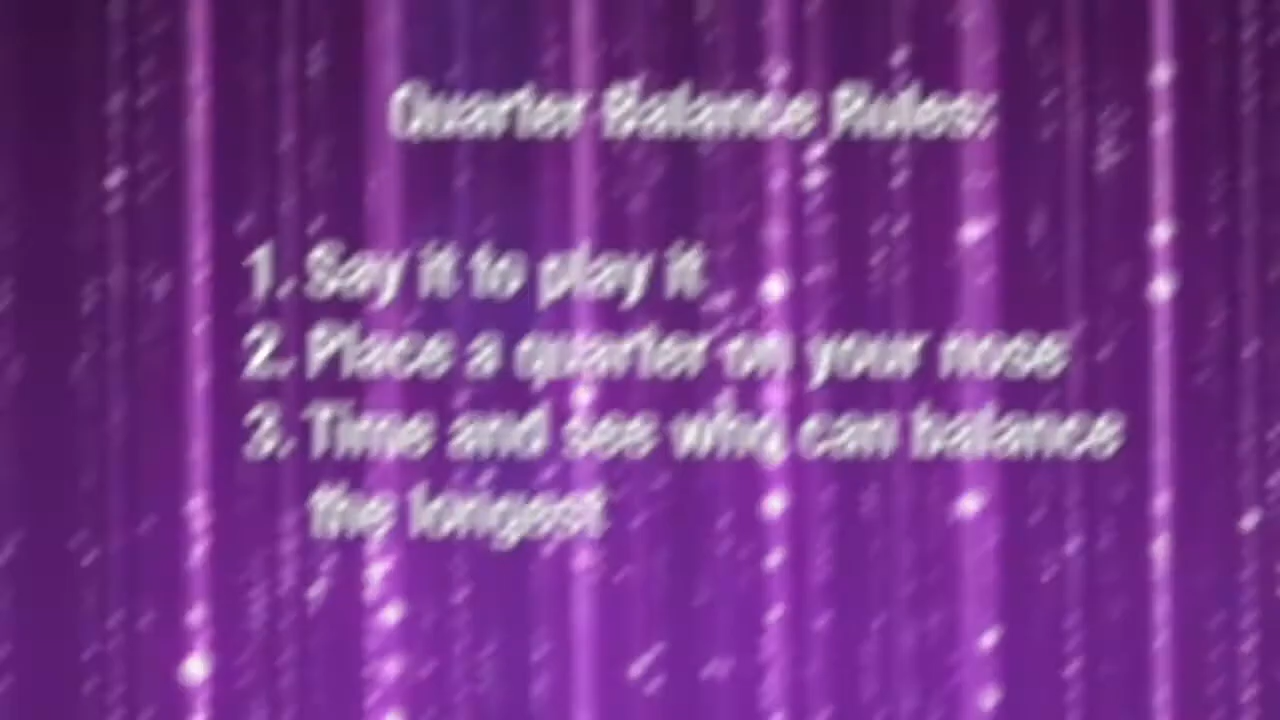 Quarter Balance Rules:
1. Say it to play it
2. Place a quarter on your nose
3. Time and see who can balance
the longest